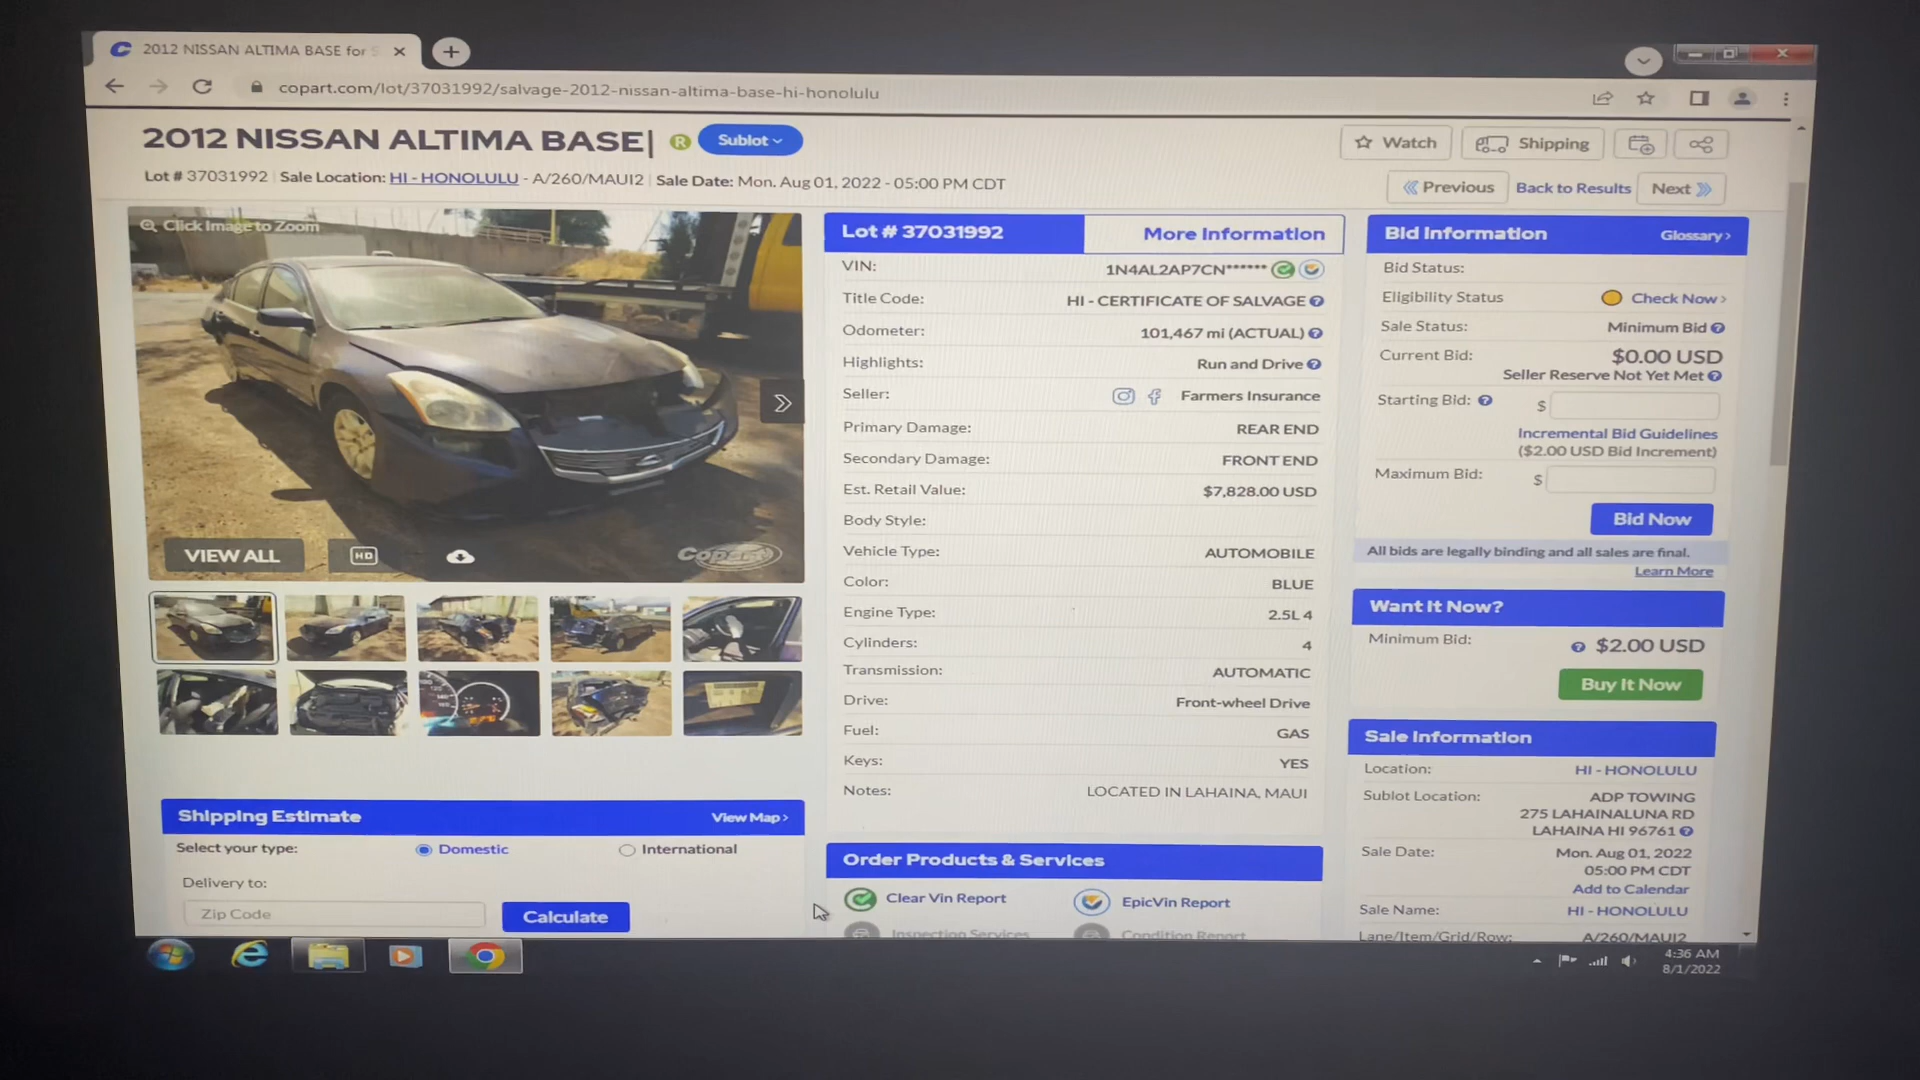 2012 NISSAN ALTIMA BASE for S
copart.com/lot/37031992/salvage-2012-nissan-altima-base-hi-honolulu
2012 NISSAN ALTIMA BASE| R Sublot
Watch Shipping
Lot # 37031992 | Sale Location: HI - HONOLULU - A/260/MAUI2 | Sale Date: Mon. Aug 01, 2022 - 05:00 PM CDT
Previous Back to Results Next
Click Image to Zoom
VIEW ALL HD Copart
Shipping Estimate View Map>
Select your type: Domestic International
Delivery to:
Zip Code Calculate
Lot # 37031992 More Information
VIN: 1N4AL2AP7CN******
Title Code: HI - CERTIFICATE OF SALVAGE ?
Odometer: 101,467 mi (ACTUAL) ?
Highlights: Run and Drive ?
Seller: Farmers Insurance
Primary Damage: REAR END
Secondary Damage: FRONT END
Est. Retail Value: $7,828.00 USD
Body Style:
Vehicle Type: AUTOMOBILE
Color: BLUE
Engine Type: 2.5L 4
Cylinders: 4
Transmission: AUTOMATIC
Drive: Front-wheel Drive
Fuel: GAS
Keys: YES
Notes: LOCATED IN LAHAINA, MAUI
Order Products & Services
Clear Vin Report EpicVin Report
Inspection Services Condition Report
Bid Information Glossary>
Bid Status:
Eligibility Status Check Now>
Sale Status: Minimum Bid ?
Current Bid: $0.00 USD
Seller Reserve Not Yet Met ?
Starting Bid: ? $
Incremental Bid Guidelines
($2.00 USD Bid Increment)
Maximum Bid: $
Bid Now
All bids are legally binding and all sales are final.
Learn More
Want It Now?
Minimum Bid: ? $2.00 USD
Buy It Now
Sale Information
Location: HI - HONOLULU
Sublot Location: ADP TOWING
275 LAHAINALUNA RD
LAHAINA HI 96761 ?
Sale Date: Mon. Aug 01, 2022
05:00 PM CDT
Add to Calendar
Sale Name: HI - HONOLULU
Lane/Item/Grid/Row: A/260/MAUI2
4:36 AM
8/1/2022